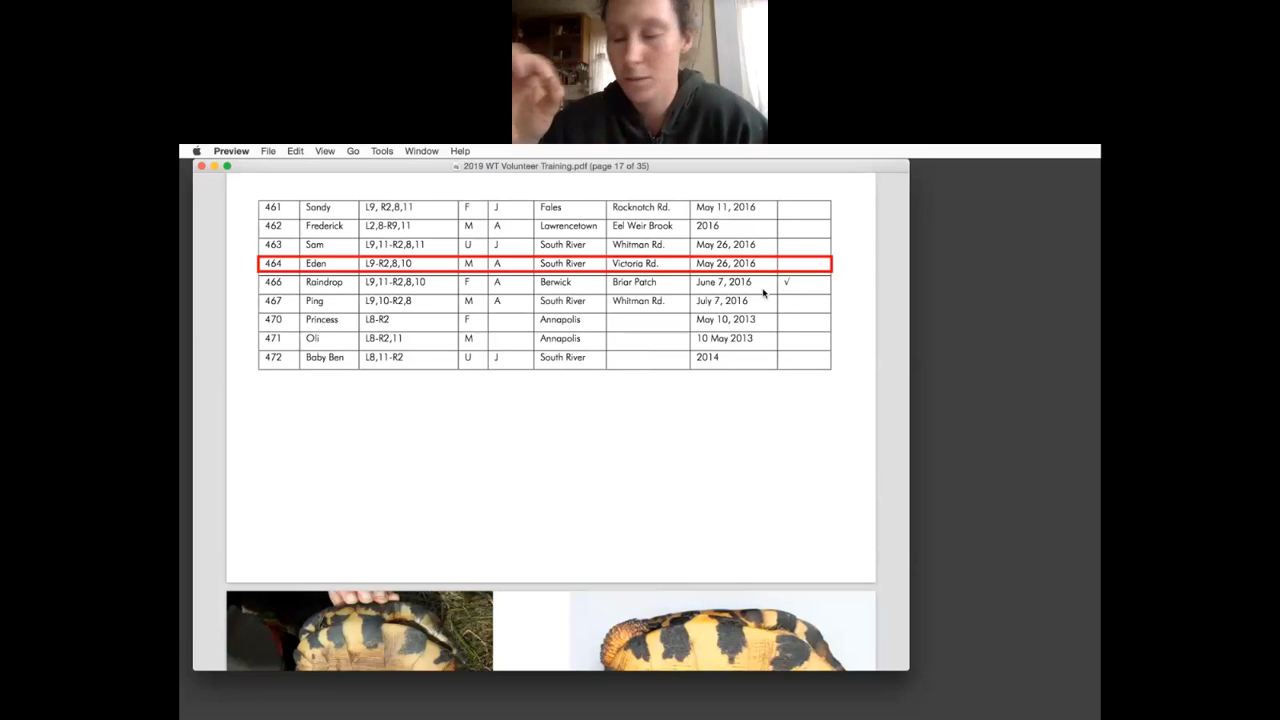 Preview File Edit View Go Tools Window Help
2019 WT Volunteer Training.pdf (page 17 of 35)
461 Sandy L9, R2,8,11 F J Fales Rocknotch Rd. May 11, 2016
462 Frederick L2,8-R9,11 M A Lawrencetown Eel Weir Brook 2016
463 Sam L9,11-R2,8,11 U J South River Whitman Rd. May 26, 2016
464 Eden L9-R2,8,10 M A South River Victoria Rd. May 26, 2016
466 Raindrop L9,11-R2,8,10 F A Berwick Briar Patch June 7, 2016 √
467 Ping L9,10-R2,8 M A South River Whitman Rd. July 7, 2016
470 Princess L8-R2 F Annapolis May 10, 2013
471 Oli L8-R2,11 M Annapolis 10 May 2013
472 Baby Ben L8,11-R2 U J South River 2014